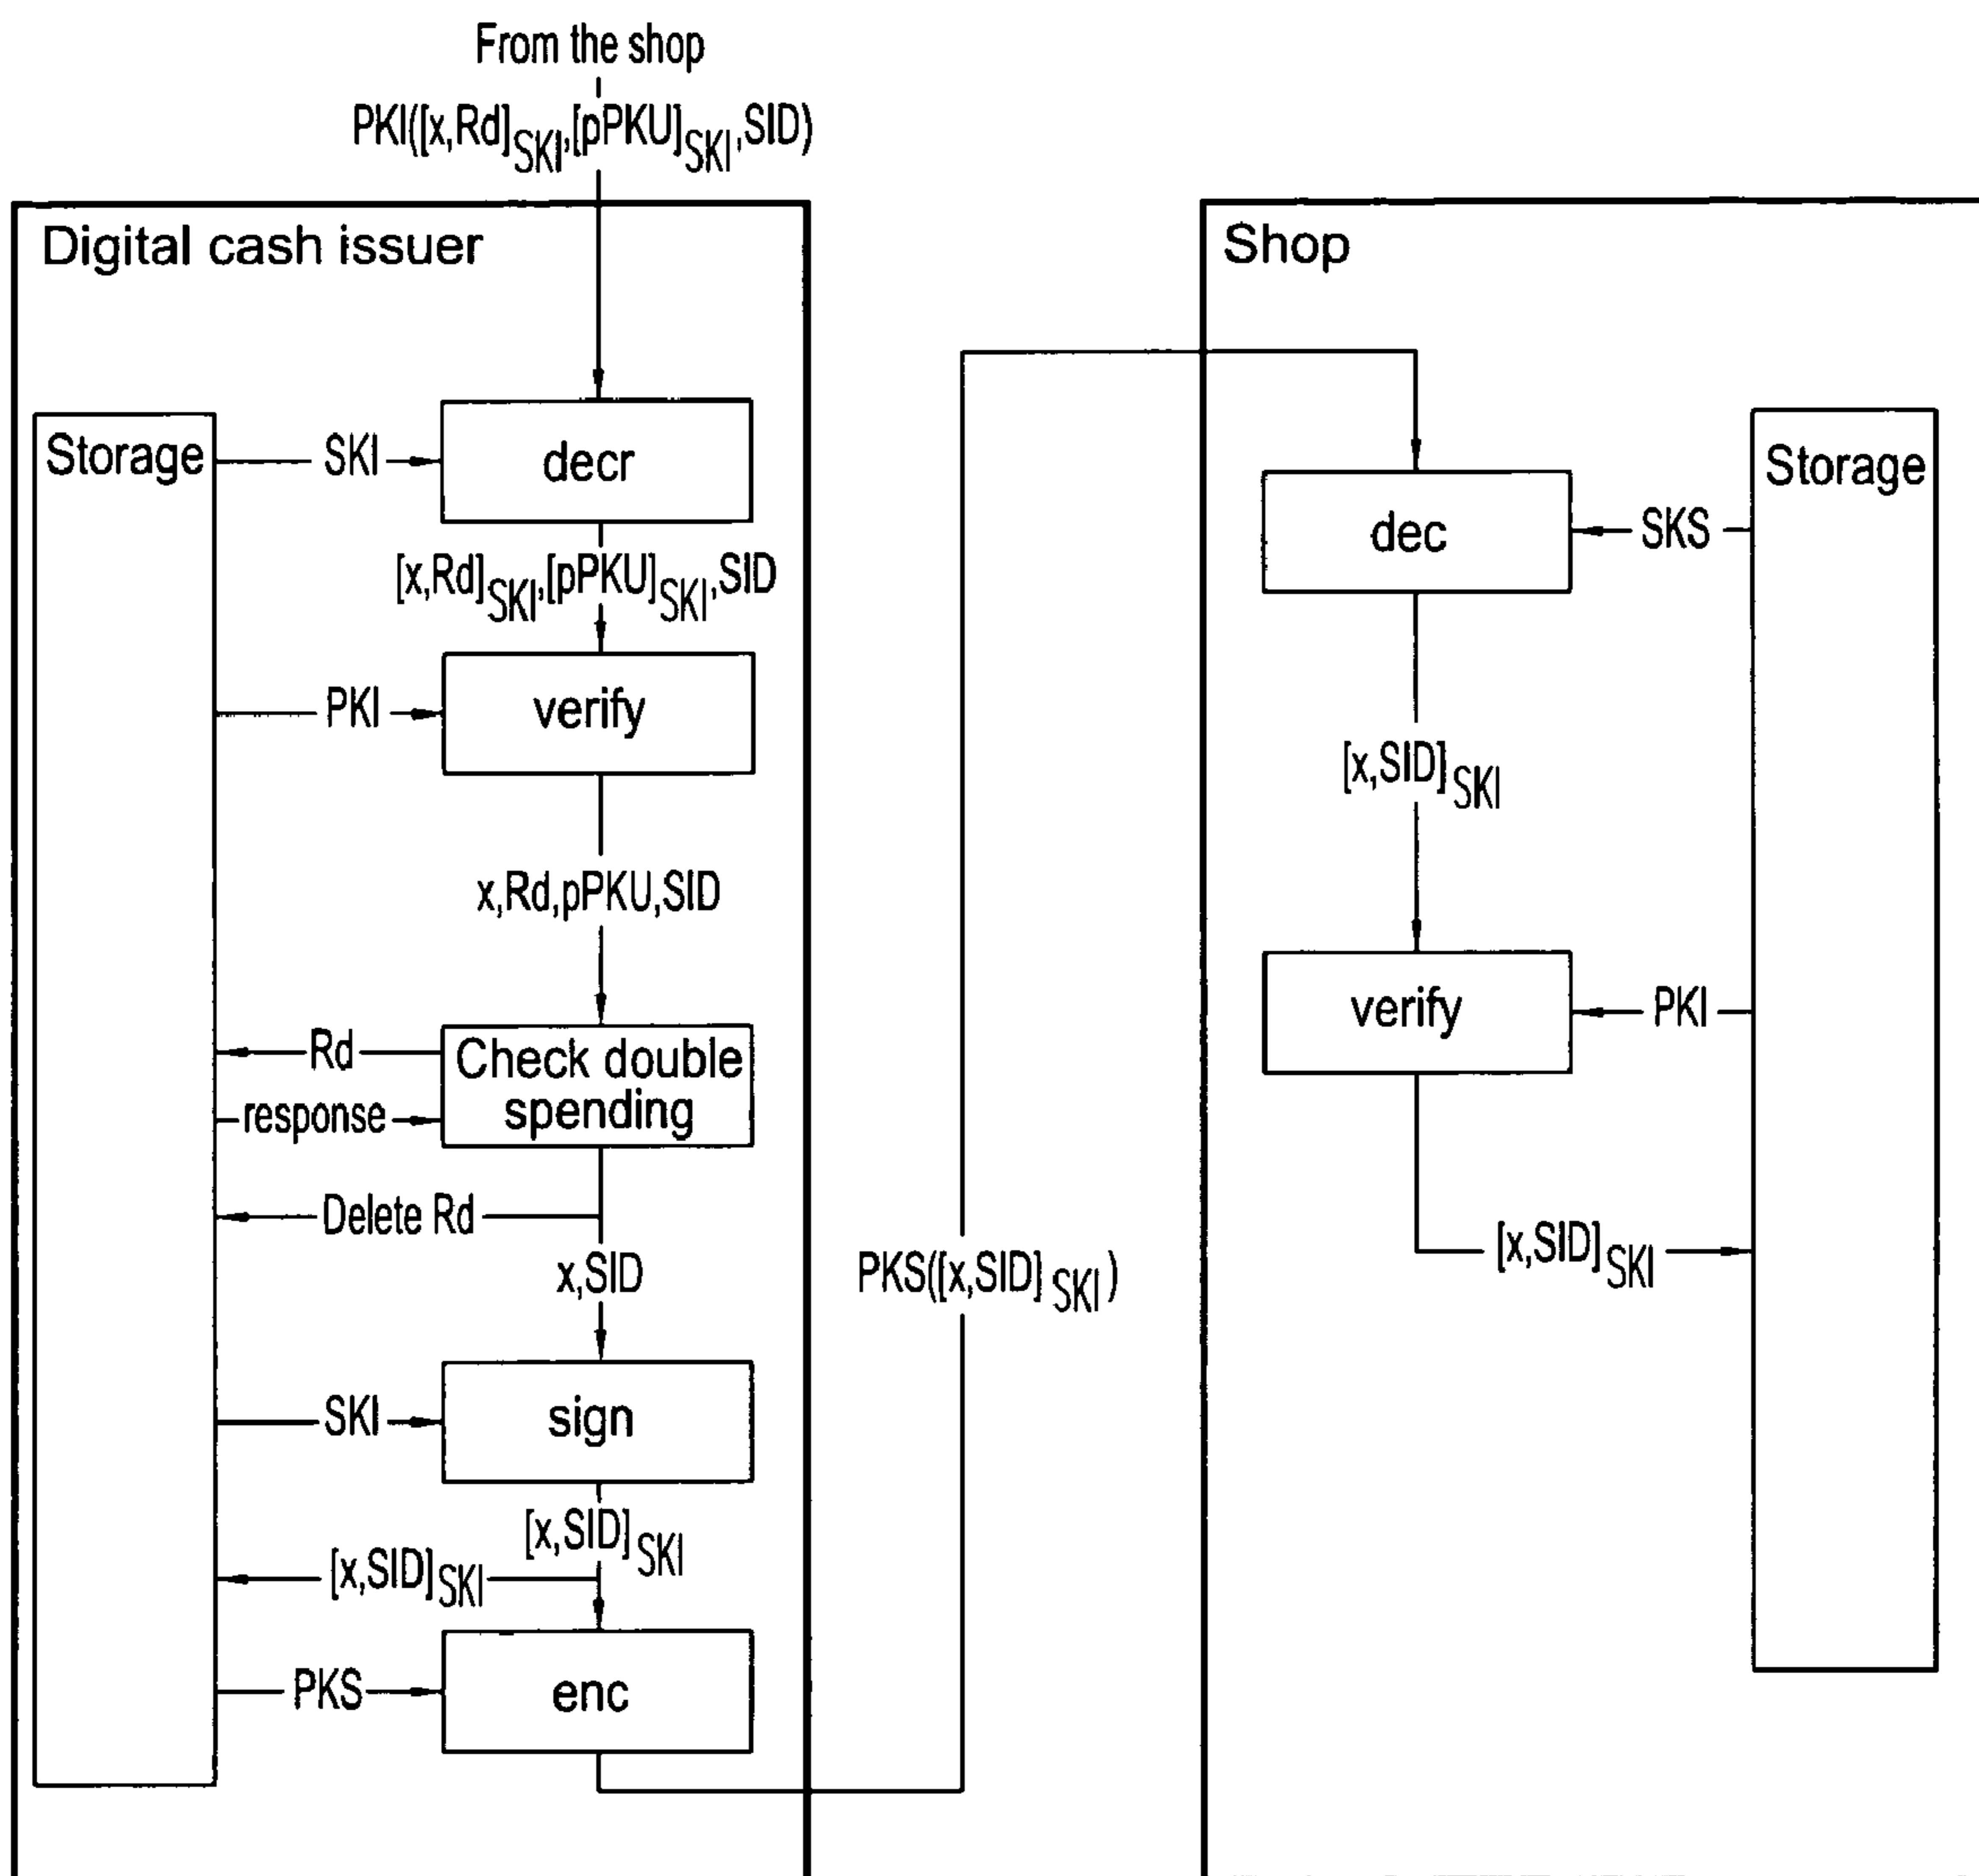 From the shop
PKI([x,Rd]SKI,[pPKU]SKI,SID)
Digital cash issuer
Storage
SKI
decr
[x,Rd]SKI,[pPKU]SKI,SID
PKI
verify
x,Rd,pPKU,SID
Rd
Check double
spending
response
Delete Rd
x,SID
SKI
sign
[x,SID]SKI
[x,SID]SKI
PKS
enc
PKS([x,SID]SKI)
Shop
Storage
dec
SKS
[x,SID]SKI
verify
PKI
[x,SID]SKI